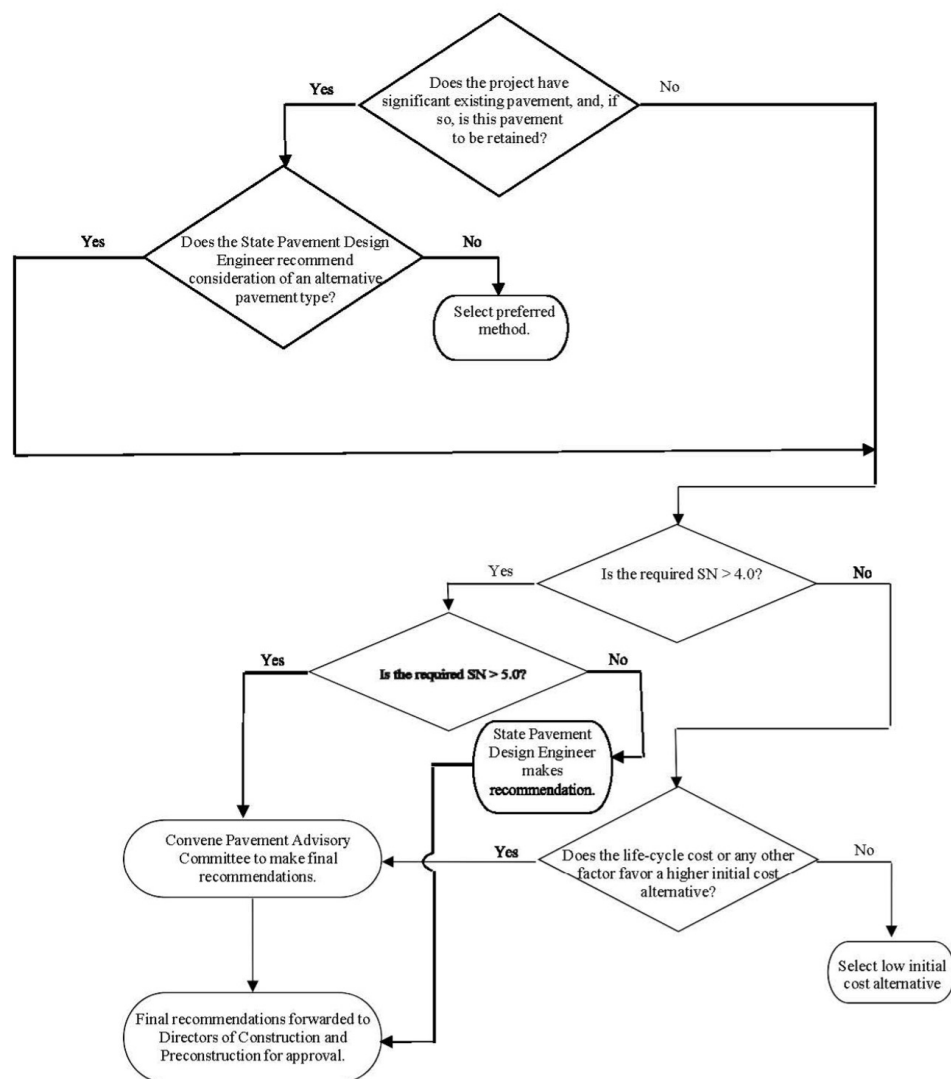 Yes
Does the project have
significant existing pavement, and, if
so, is this pavement
to be retained?
No
Yes
Does the State Pavement Design
Engineer recommend
consideration of an alternative
pavement type?
No
Select preferred
method.
Yes
Is the required SN > 4.0?
No
Yes
Is the required SN > 5.0?
No
State Pavement
Design Engineer
makes
recommendation.
Convene Pavement Advisory
Committee to make final
recommendations.
Yes
Does the life-cycle cost or any other
factor favor a higher initial cost
alternative?
No
Select low initial
cost alternative
Final recommendations forwarded to
Directors of Construction and
Preconstruction for approval.